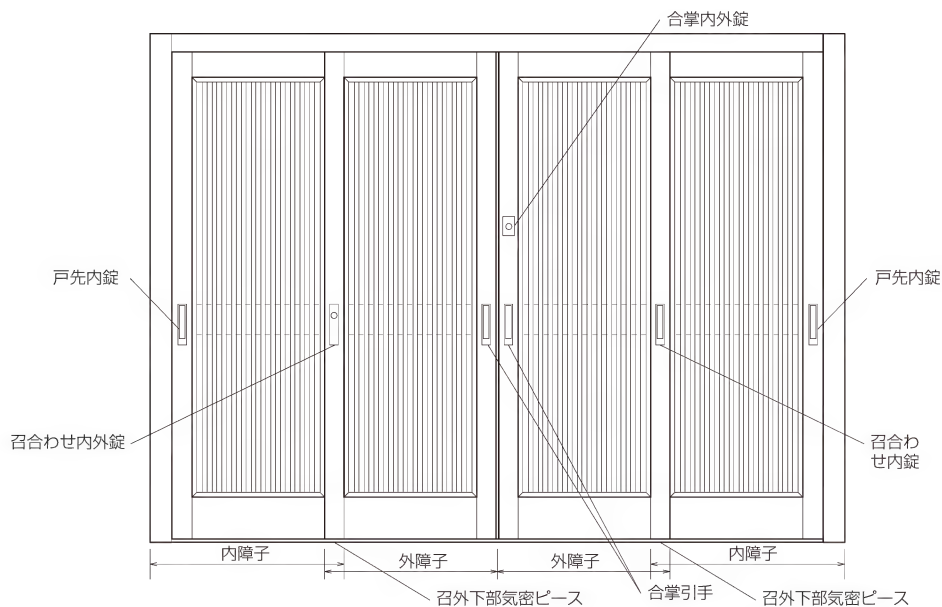 合掌内外錠
戸先内錠
戸先内錠
召合わせ内外錠
召合わ
せ内錠
内障子
外障子
外障子
内障子
召外下部気密ピース
合掌引手
召外下部気密ピース